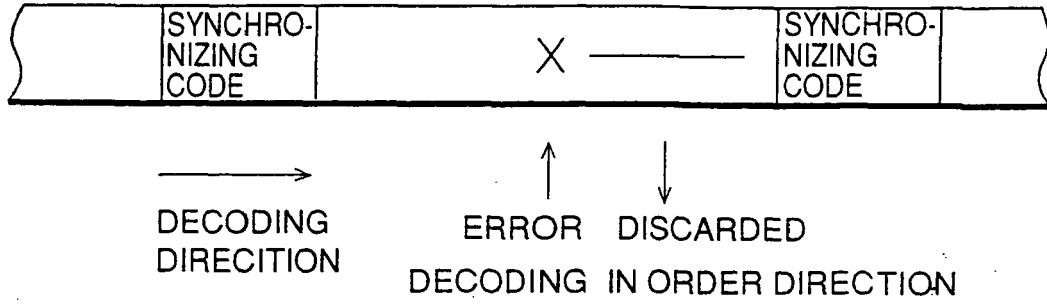 SYNCHRO-
NIZING
CODE
X
SYNCHRO-
NIZING
CODE
DECODING
DIRECITION
ERROR
DISCARDED
DECODING IN ORDER DIRECTION